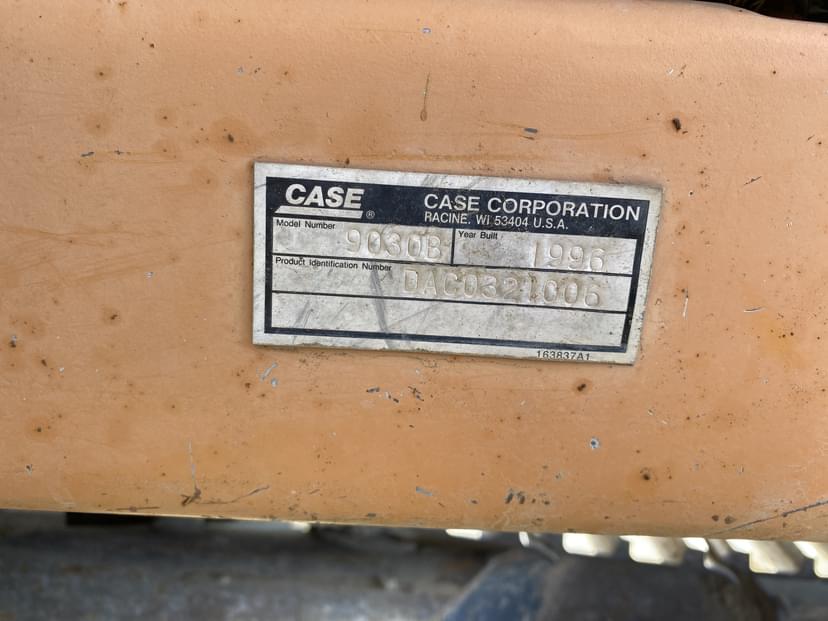 CASE ®
CASE CORPORATION
RACINE, WI 53404 U.S.A.
Model Number 9030B
Year Built 1996
Product Identification Number DAC0321006
163837A1